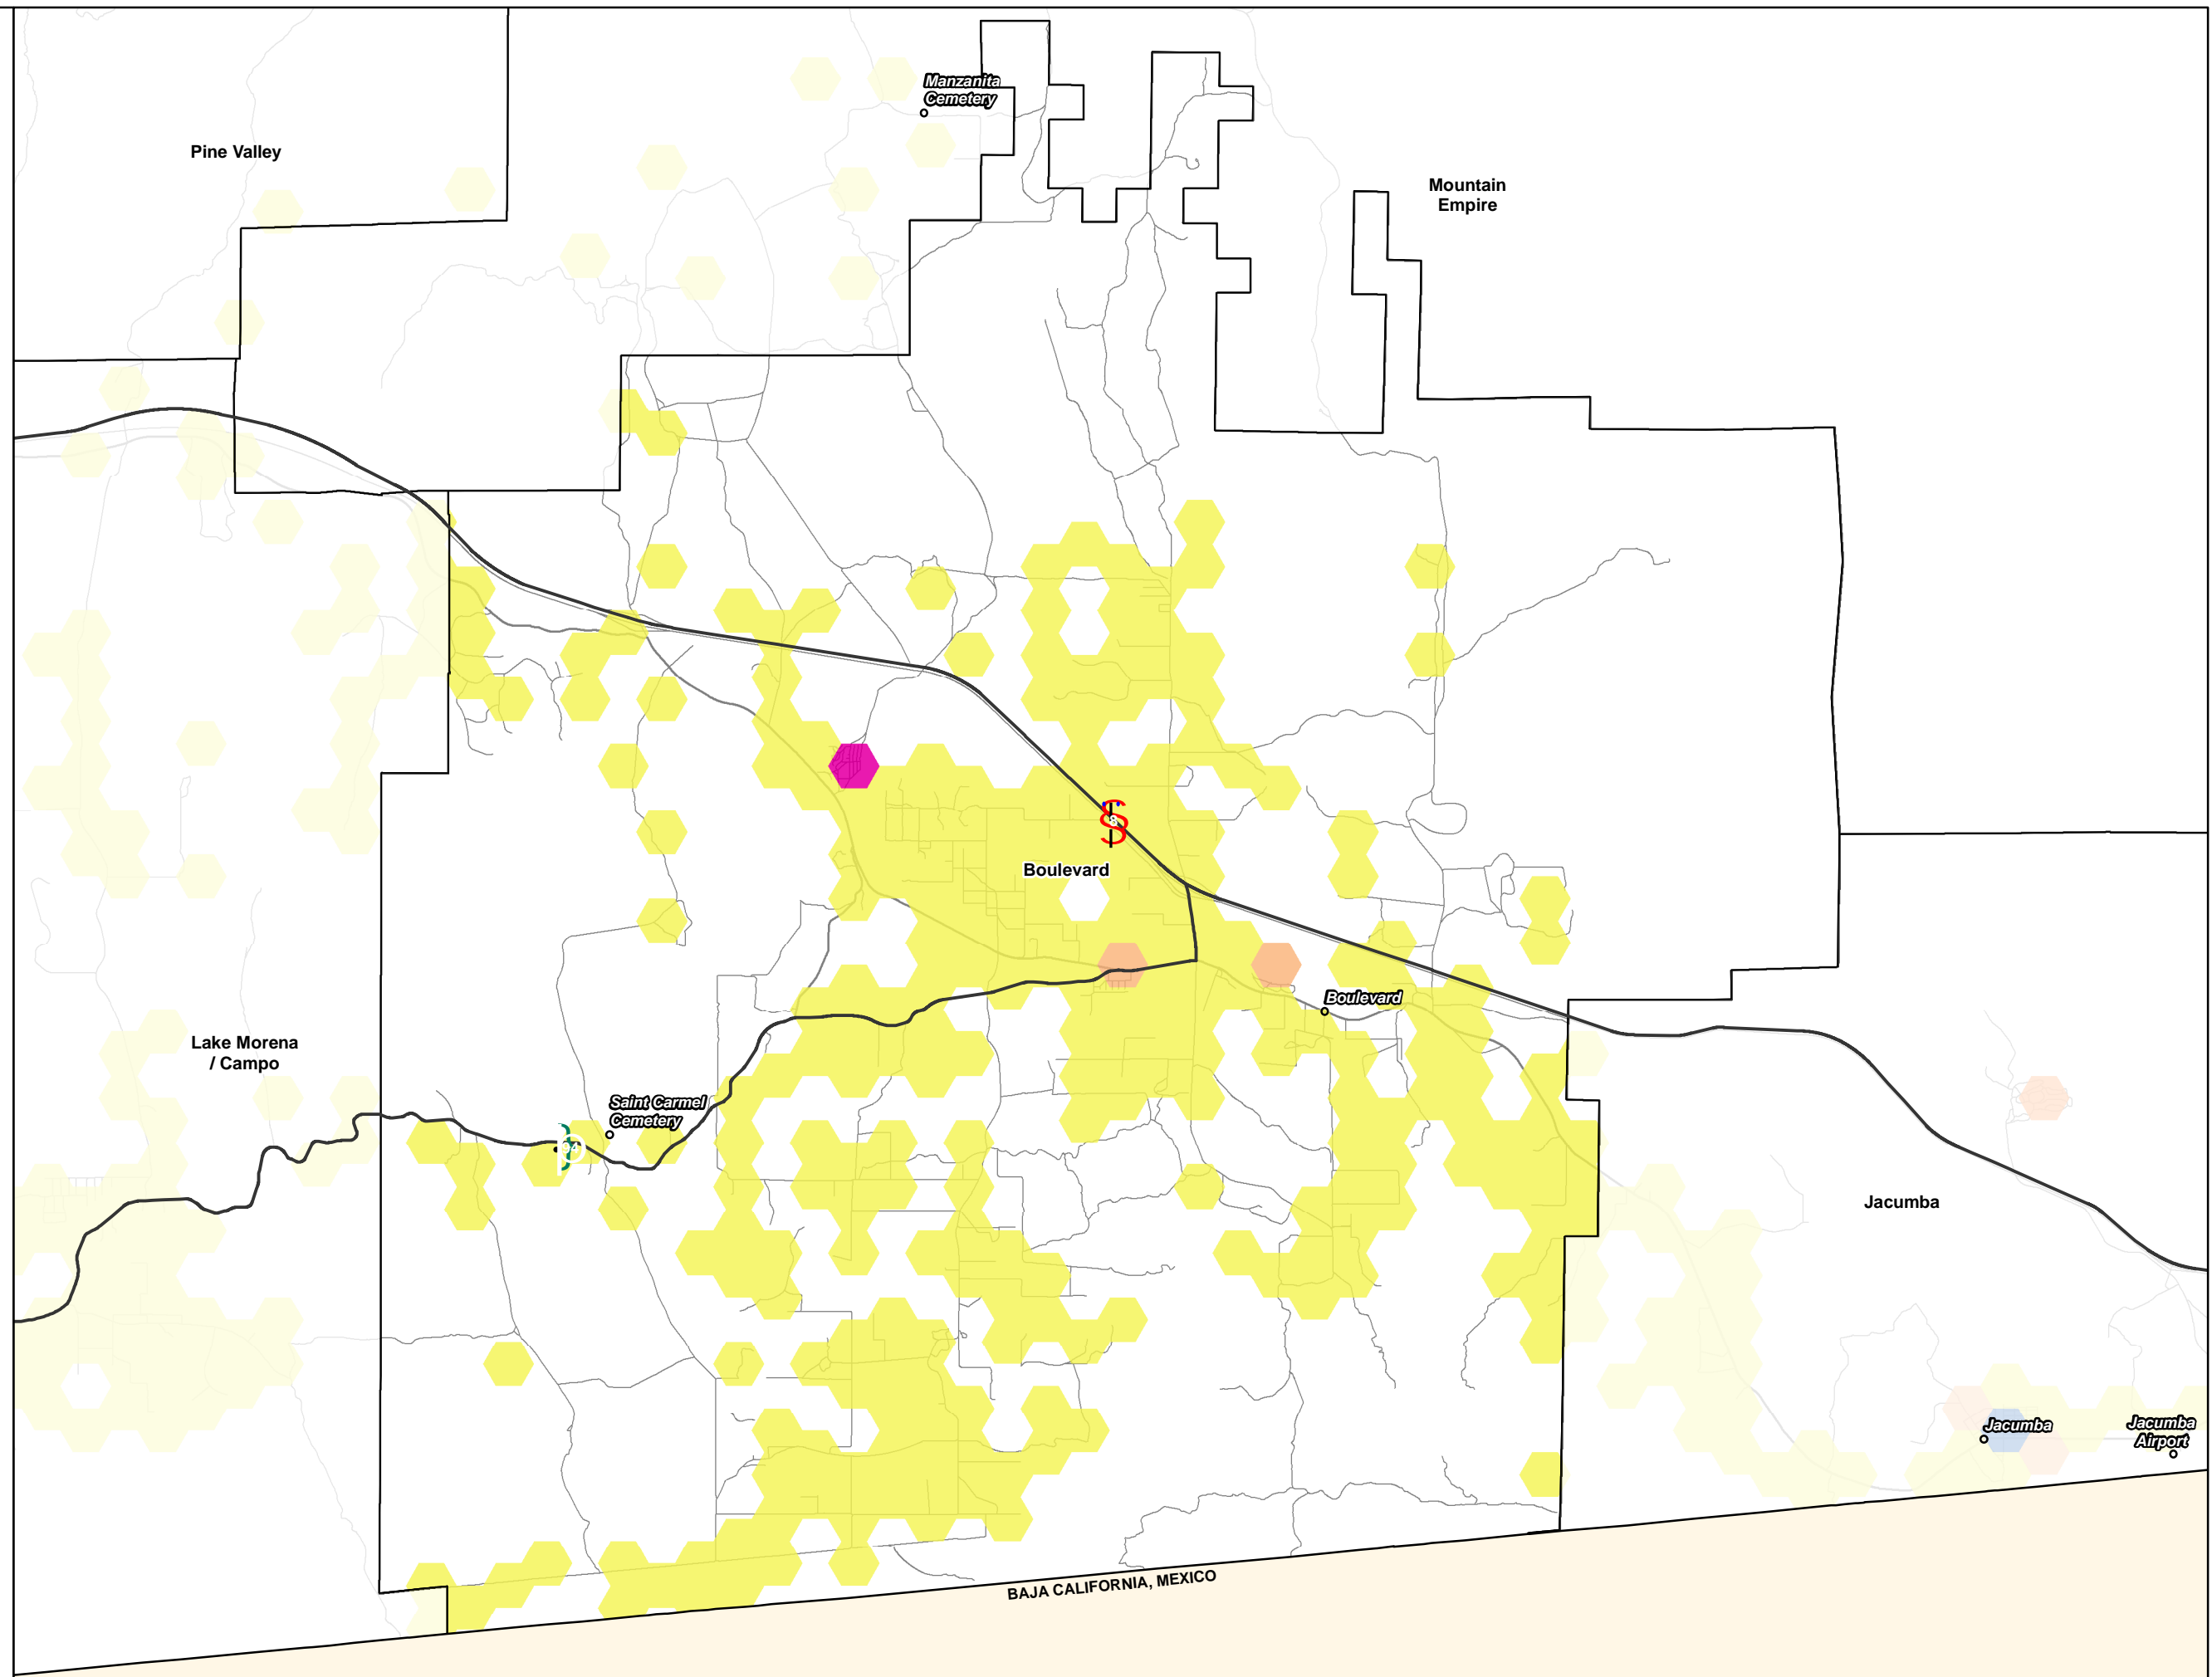 Manzanita
Cemetery
Pine Valley
Mountain
Empire
Boulevard
Boulevard
Lake Morena
/ Campo
Saint Carmel
Cemetery
Jacumba
Jacumba
Jacumba
Airport
BAJA CALIFORNIA, MEXICO